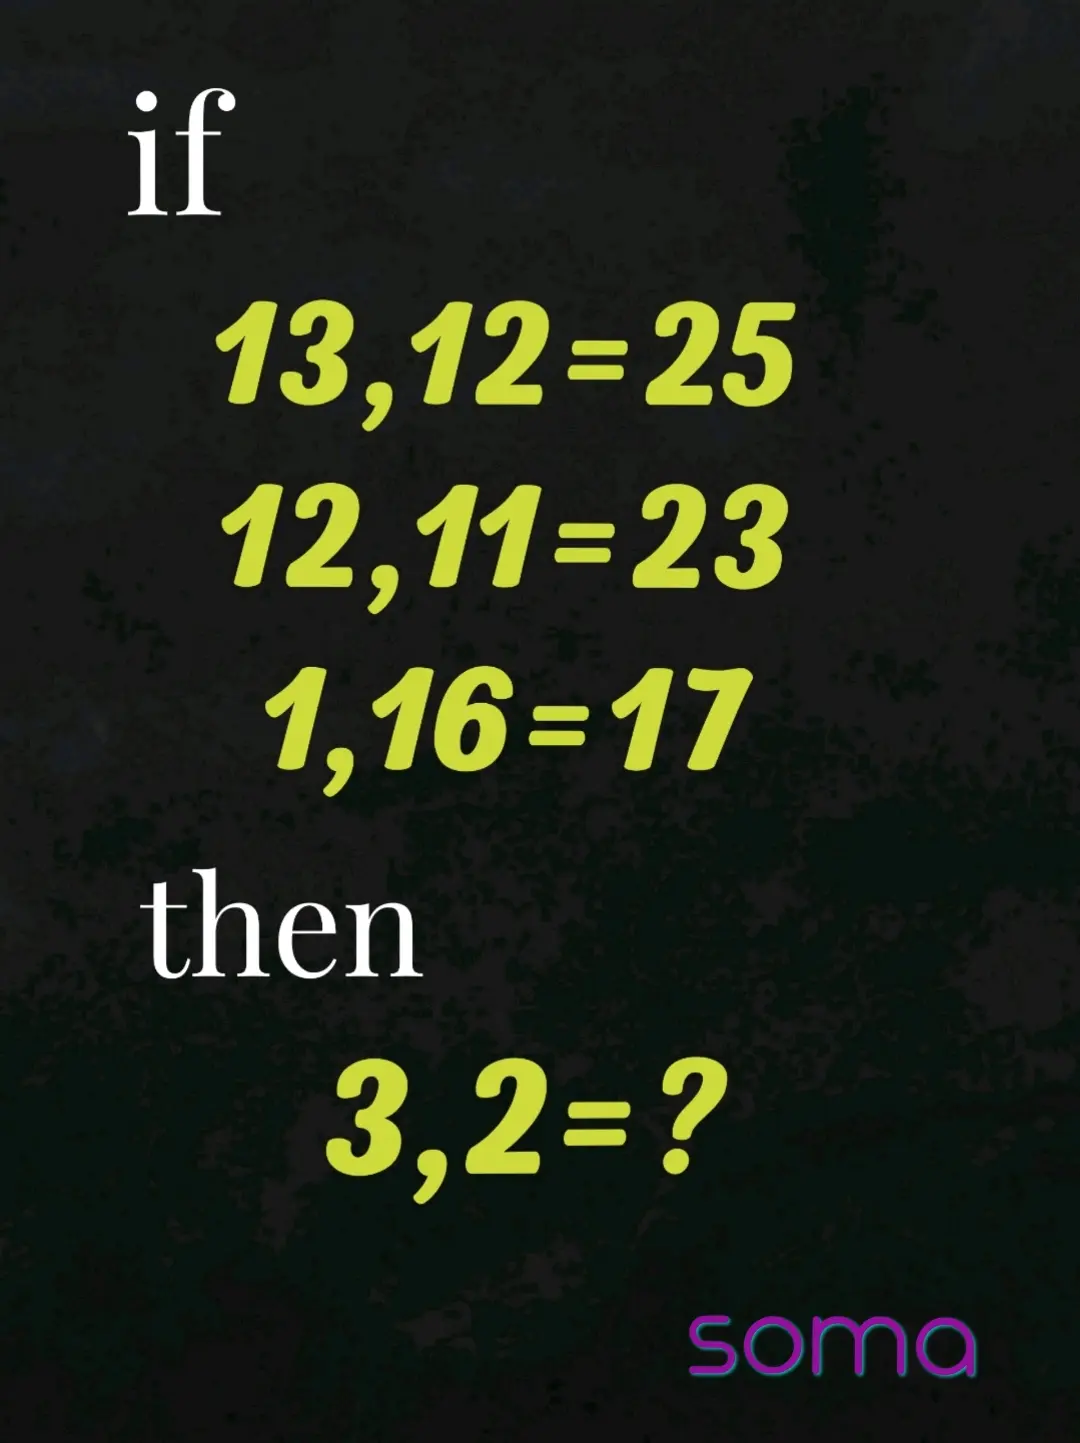 if
13,12=25
12,11=23
1,16=17
then
3,2=?
soma